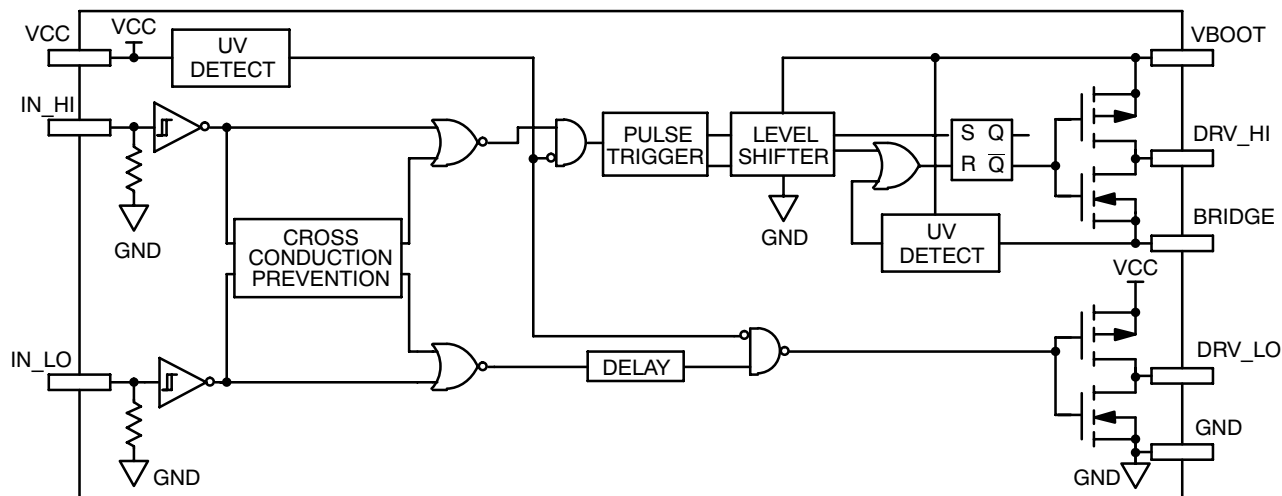 VCC
VCC
UV
DETECT
VBOOT
IN_HI
PULSE
TRIGGER
LEVEL
SHIFTER
S Q
R Q̅
DRV_HI
GND
GND
UV
DETECT
BRIDGE
CROSS
CONDUCTION
PREVENTION
VCC
IN_LO
DELAY
DRV_LO
GND
GND
GND